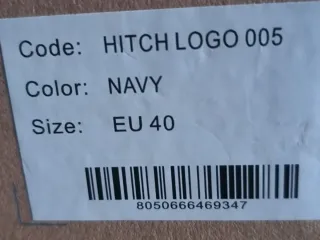 Code: HITCH LOGO 005
Color: NAVY
Size: EU 40
8050666469347